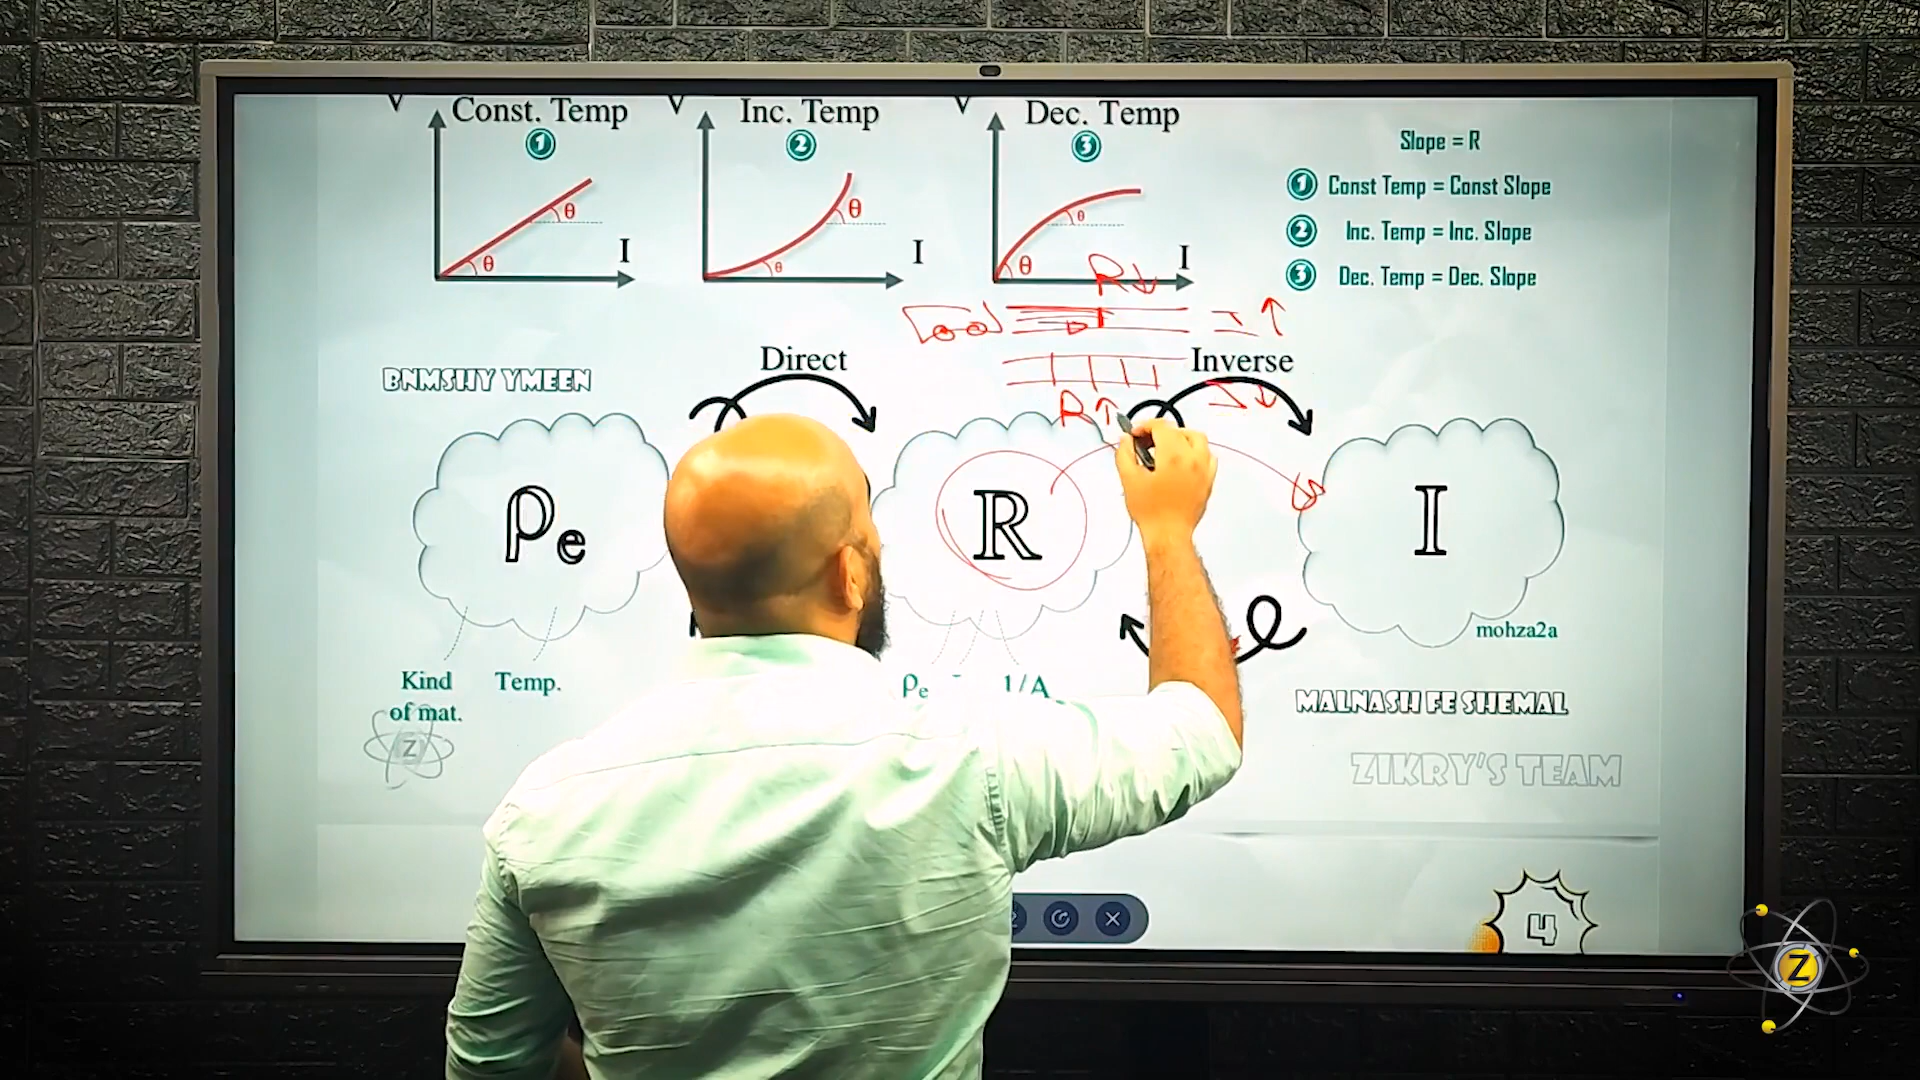 V Const. Temp
1
θ
θ
I
V Inc. Temp
2
θ
θ
I
V Dec. Temp
3
θ
θ
I
Slope = R
1 Const Temp = Const Slope
2 Inc. Temp = Inc. Slope
3 Dec. Temp = Dec. Slope
R↓
I↑
BNMSHY YMEEN
Direct
Inverse
R↑
I↓
ρe
R
I
mohza2a
Kind
of mat.
Temp.
ρe
1/A
MALNASH FE SHEMAL
Z
ZIKRY'S TEAM
4
Z